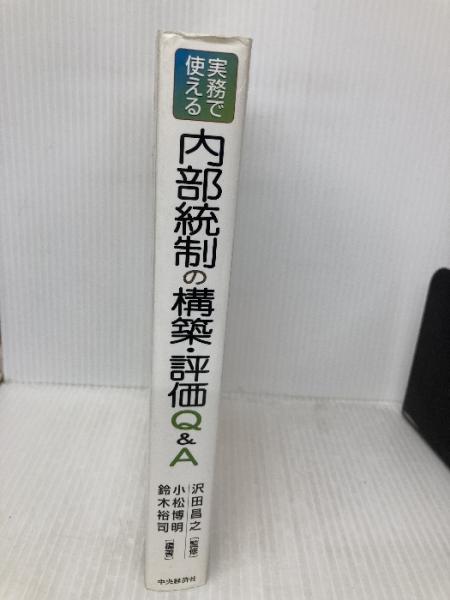 実務で
使える
内部統制の構築・評価Q&A
沢田昌之〔監修〕
小松博明
鈴木裕司〔編著〕
中央経済社